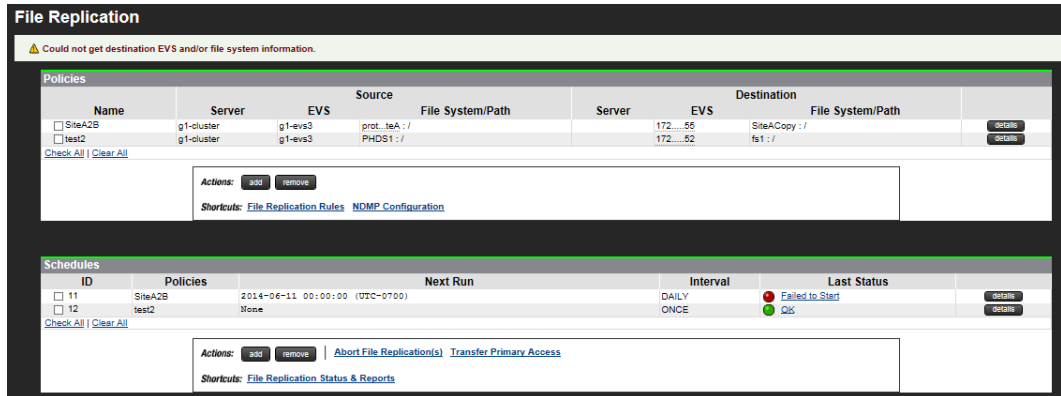 File Replication
Could not get destination EVS and/or file system information.
Policies
Source Destination
Name Server EVS File System/Path Server EVS File System/Path
SiteA2B g1-cluster g1-evs3 prot...teA : / 172.....55 SiteACopy : / details
test2 g1-cluster g1-evs3 PHDS1 : / 172.....52 fs1 : / details
Check All | Clear All
Actions: add remove
Shortcuts: File Replication Rules NDMP Configuration
Schedules
ID Policies Next Run Interval Last Status
11 SiteA2B 2014-06-11 00:00:00 (UTC-0700) DAILY Failed to Start details
12 test2 None ONCE OK details
Check All | Clear All
Actions: add remove | Abort File Replication(s) Transfer Primary Access
Shortcuts: File Replication Status & Reports